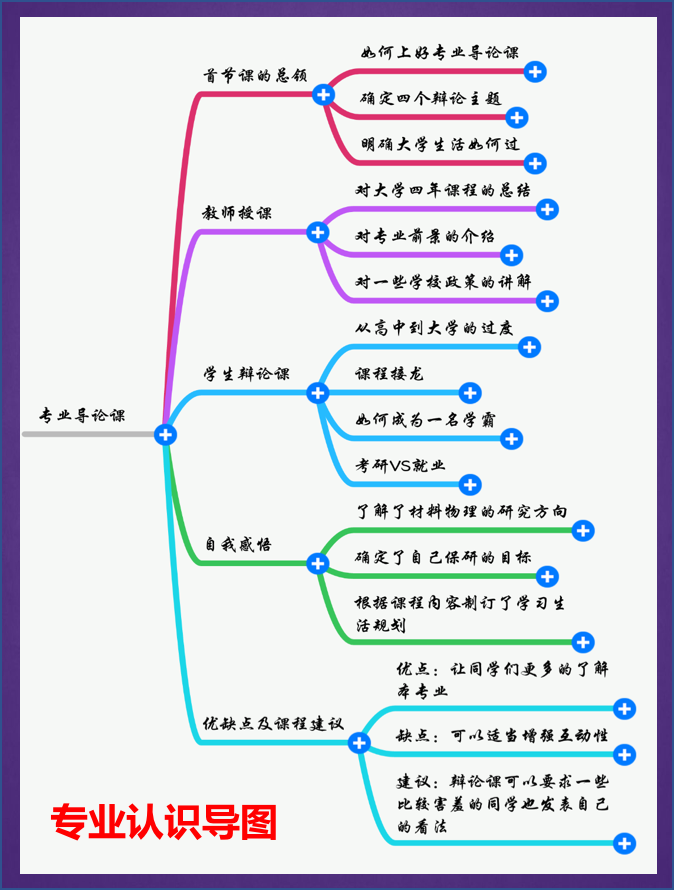 专业导论课
首节课的总领
如何上好专业导论课
确定四个辩论主题
明确大学生活如何过
教师授课
对大学四年课程的总结
对专业前景的介绍
对一些学校政策的讲解
学生辩论课
从高中到大学的过度
课程接龙
如何成为一名学霸
考研VS就业
自我感悟
了解了材料物理的研究方向
确定了自己保研的目标
根据课程内容制订了学习生
活规划
优缺点及课程建议
优点：让同学们更多的了解
本专业
缺点：可以适当增强互动性
建议：辩论课可以要求一些
比较害羞的同学也发表自己
的看法
专业认识导图